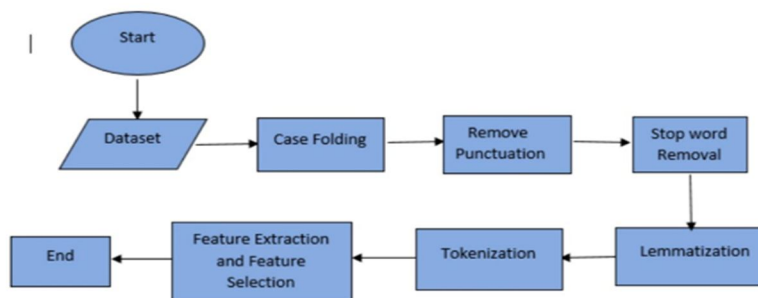 Start
Dataset
Case Folding
Remove
Punctuation
Stop word
Removal
Lemmatization
Tokenization
Feature Extraction
and Feature
Selection
End